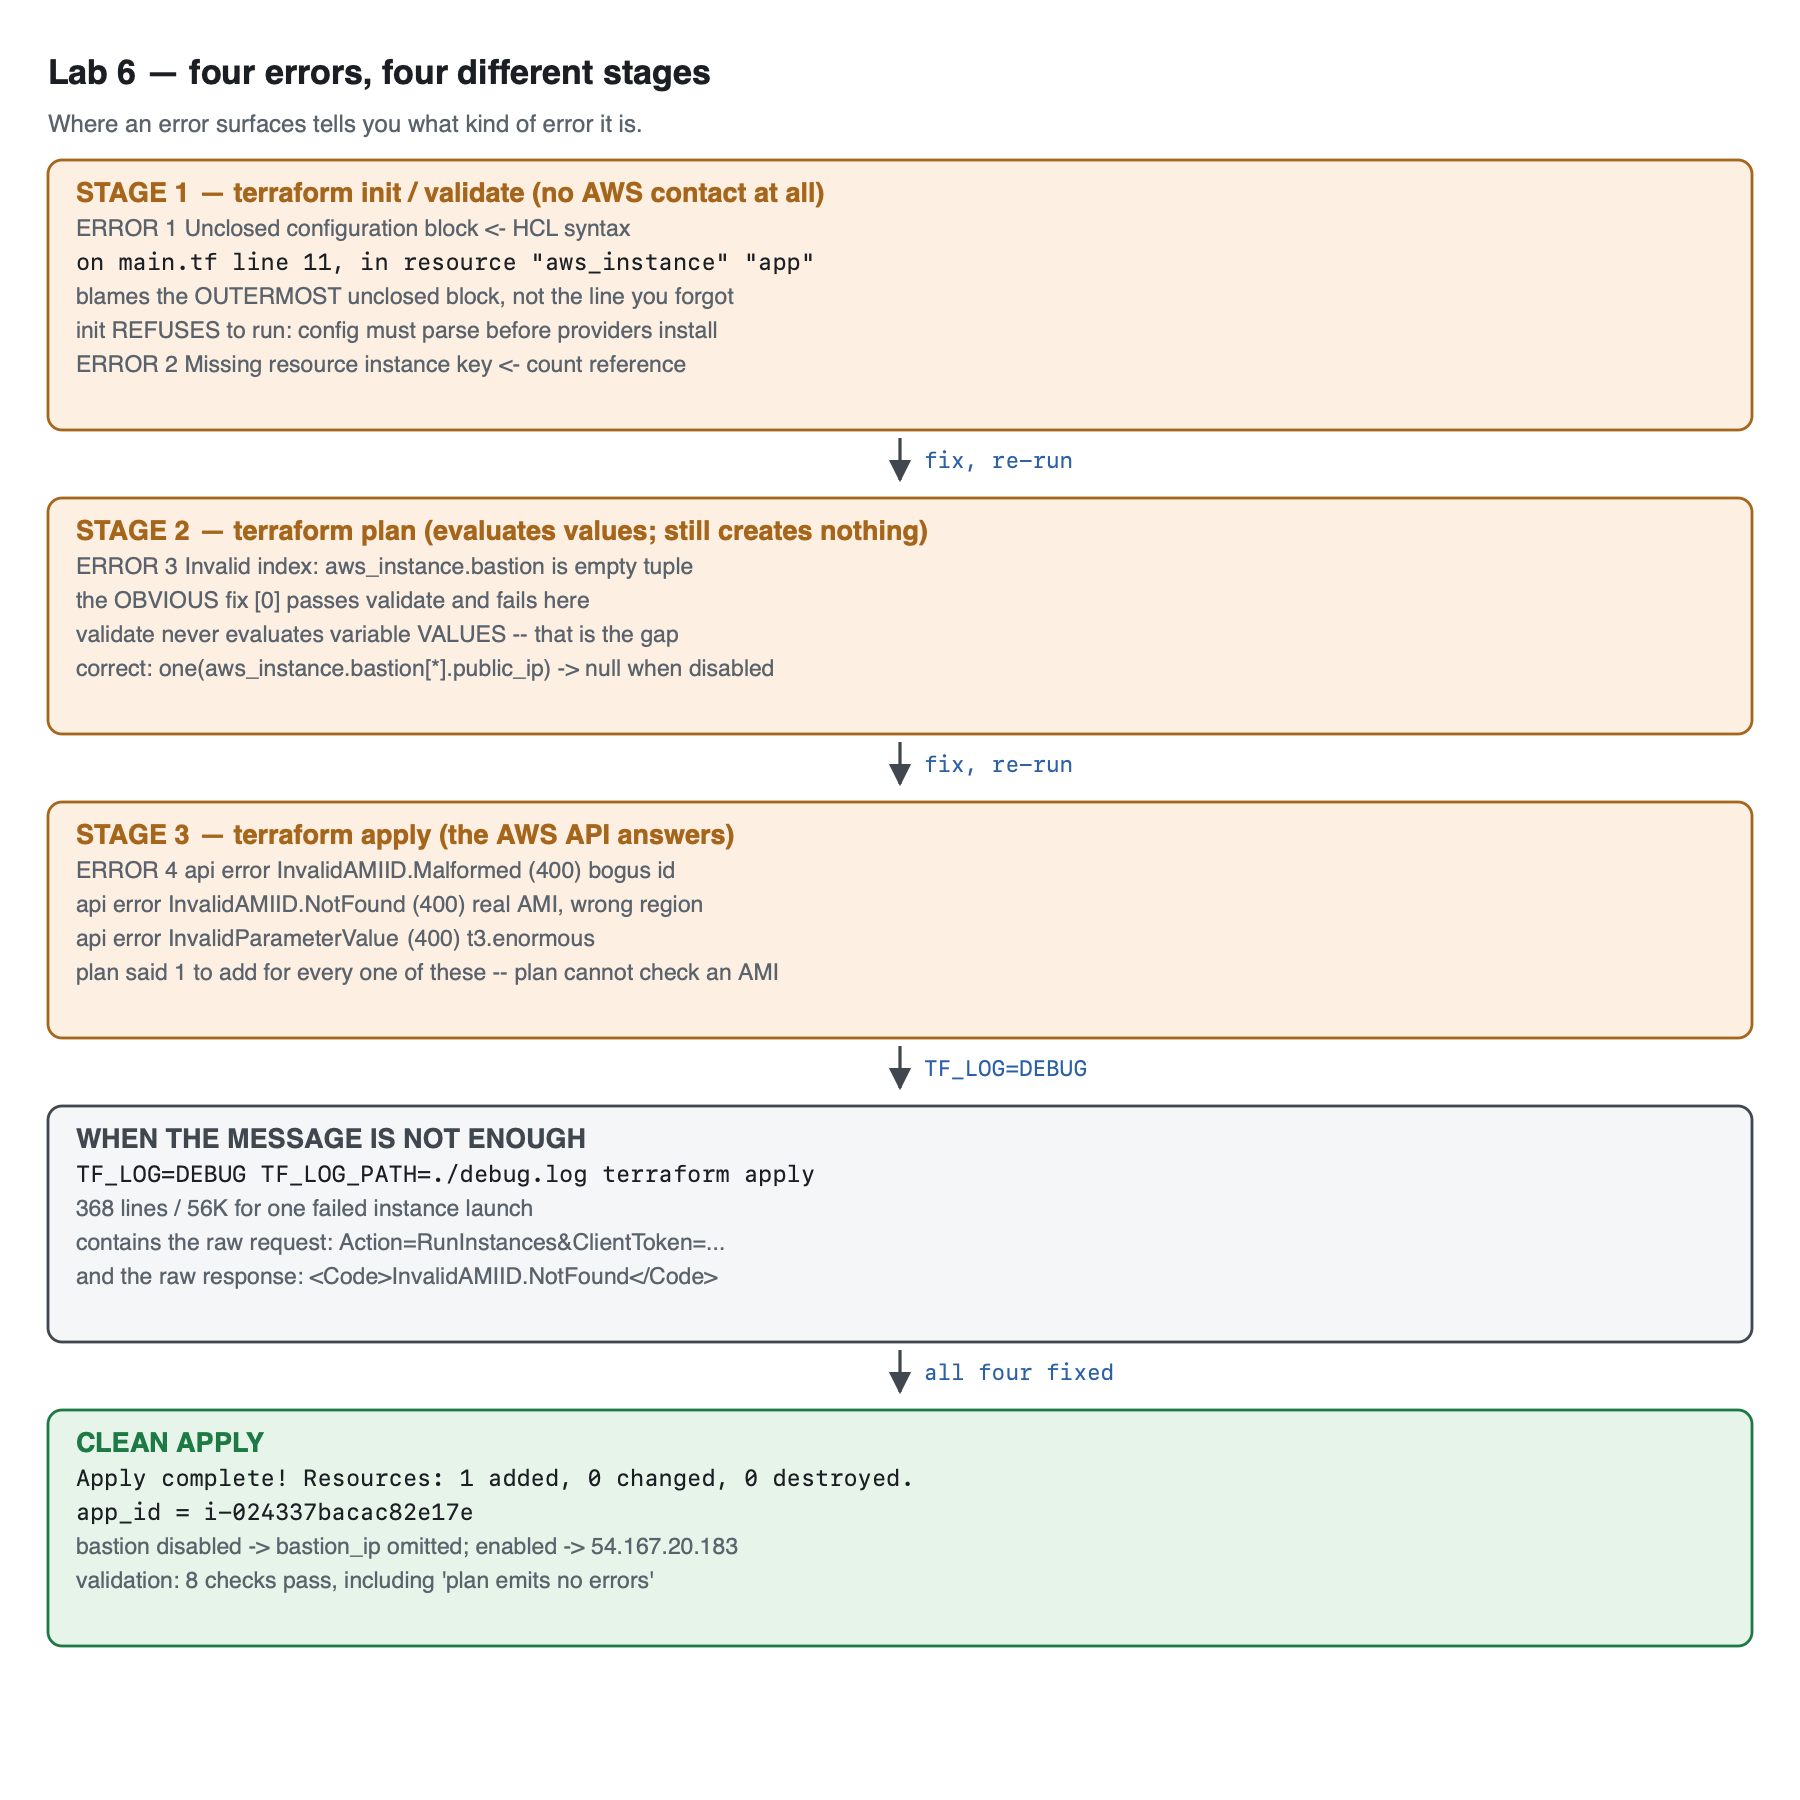 Lab 6 — four errors, four different stages
Where an error surfaces tells you what kind of error it is.
STAGE 1 — terraform init / validate (no AWS contact at all)
ERROR 1 Unclosed configuration block <- HCL syntax
on main.tf line 11, in resource "aws_instance" "app"
blames the OUTERMOST unclosed block, not the line you forgot
init REFUSES to run: config must parse before providers install
ERROR 2 Missing resource instance key <- count reference
fix, re-run
STAGE 2 — terraform plan (evaluates values; still creates nothing)
ERROR 3 Invalid index: aws_instance.bastion is empty tuple
the OBVIOUS fix [0] passes validate and fails here
validate never evaluates variable VALUES -- that is the gap
correct: one(aws_instance.bastion[*].public_ip) -> null when disabled
fix, re-run
STAGE 3 — terraform apply (the AWS API answers)
ERROR 4 api error InvalidAMIID.Malformed (400) bogus id
api error InvalidAMIID.NotFound (400) real AMI, wrong region
api error InvalidParameterValue (400) t3.enormous
plan said 1 to add for every one of these -- plan cannot check an AMI
TF_LOG=DEBUG
WHEN THE MESSAGE IS NOT ENOUGH
TF_LOG=DEBUG TF_LOG_PATH=./debug.log terraform apply
368 lines / 56K for one failed instance launch
contains the raw request: Action=RunInstances&ClientToken=...
and the raw response: <Code>InvalidAMIID.NotFound</Code>
all four fixed
CLEAN APPLY
Apply complete! Resources: 1 added, 0 changed, 0 destroyed.
app_id = i-024337bacac82e17e
bastion disabled -> bastion_ip omitted; enabled -> 54.167.20.183
validation: 8 checks pass, including 'plan emits no errors'